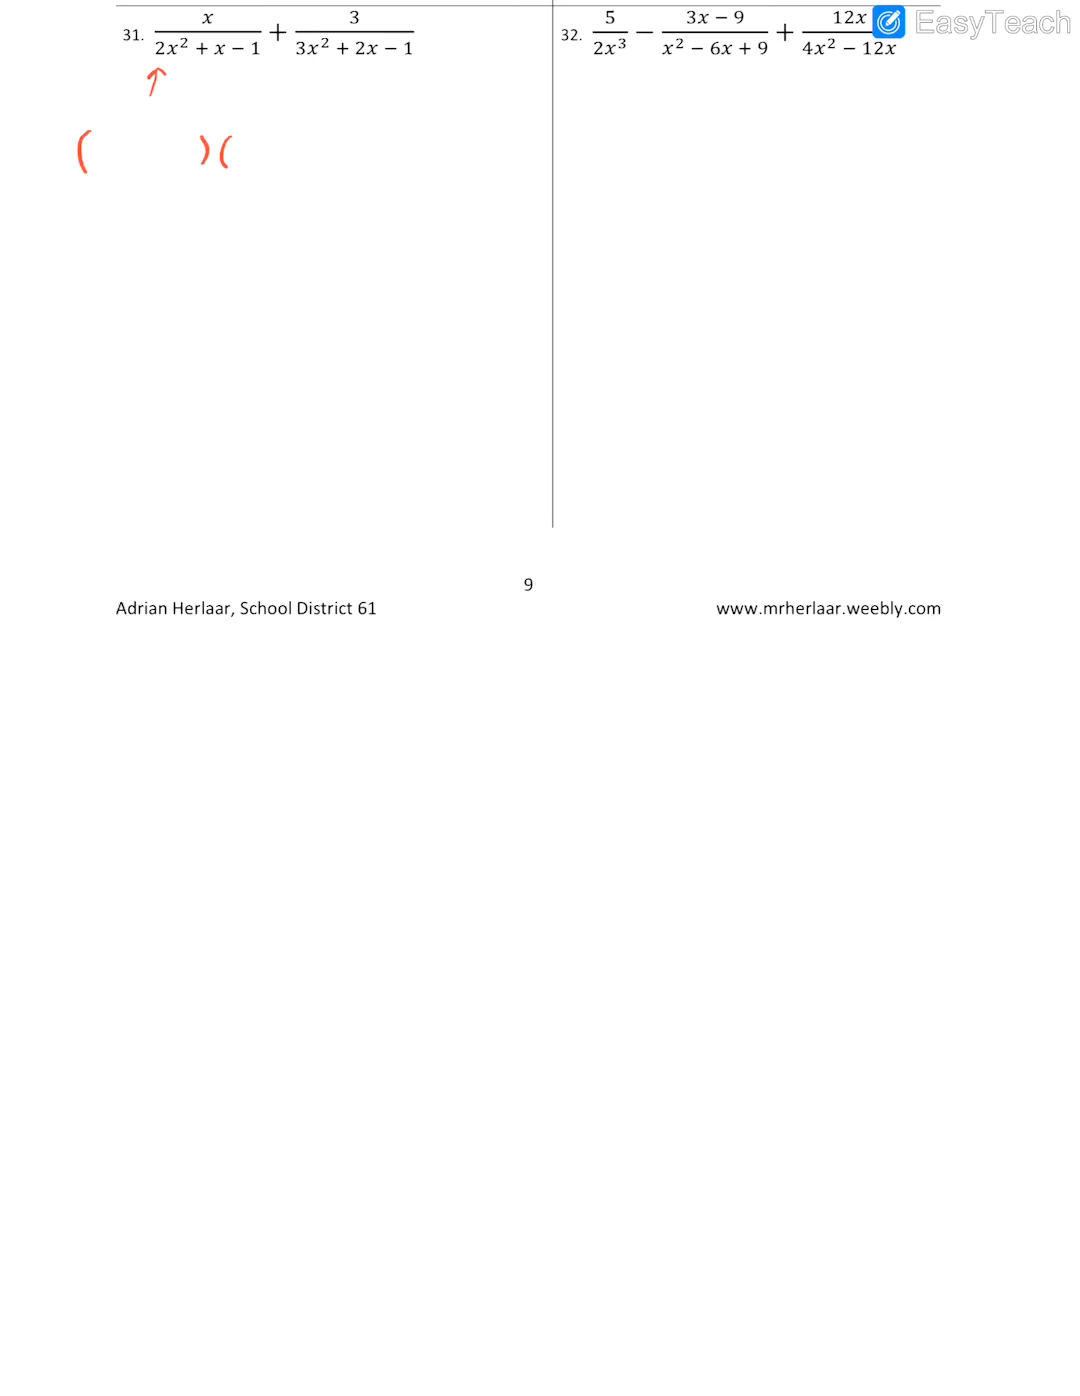 31. x/(2x² + x − 1) + 3/(3x² + 2x − 1)
32. 5/(2x³) − (3x − 9)/(x² − 6x + 9) + 12x/(4x² − 12x)
EasyTeach
( )(
9
Adrian Herlaar, School District 61
www.mrherlaar.weebly.com